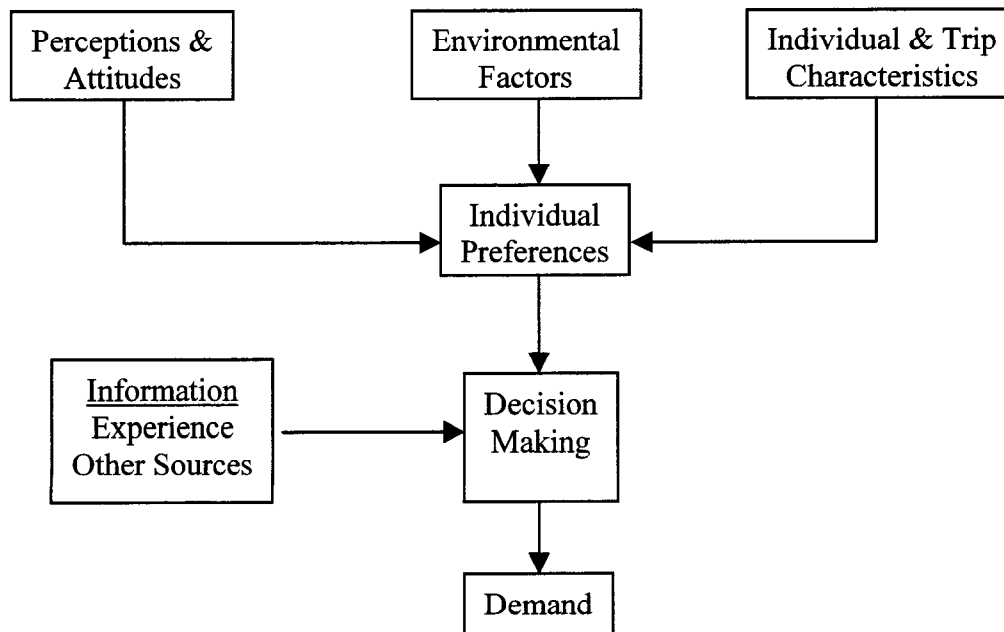 Perceptions &
Attitudes
Environmental
Factors
Individual & Trip
Characteristics
Individual
Preferences
Information
Experience
Other Sources
Decision
Making
Demand